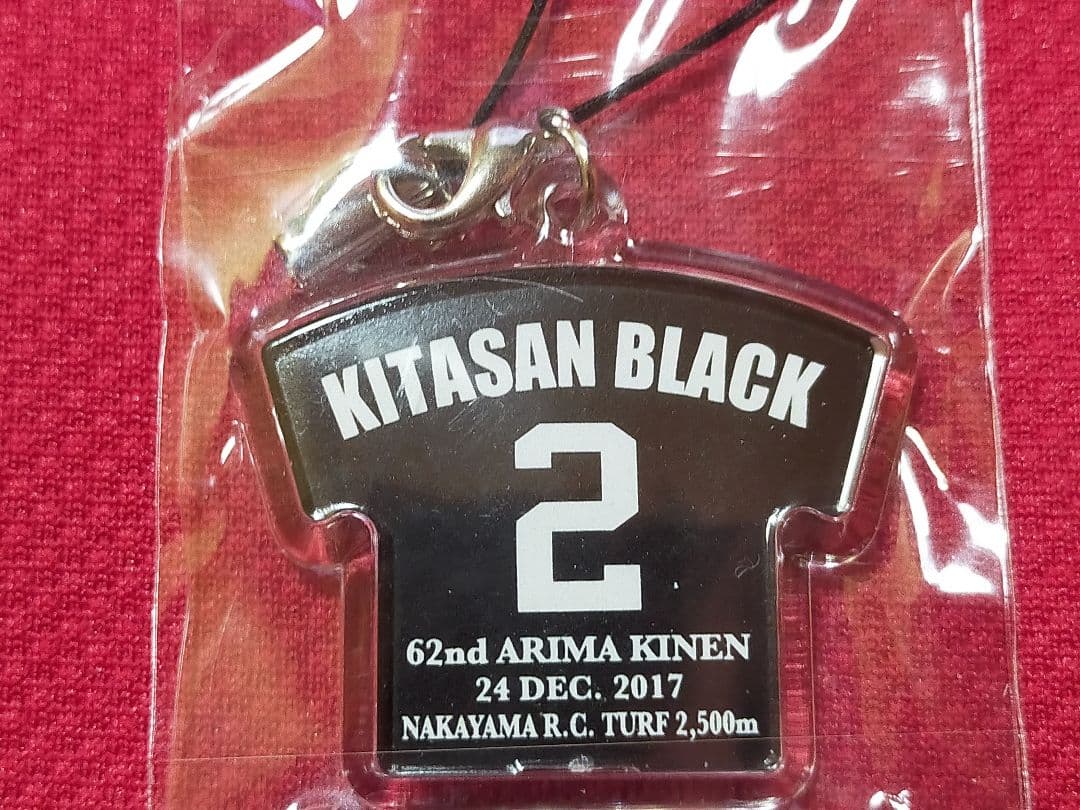 KITASAN BLACK
2
62nd ARIMA KINEN
24 DEC. 2017
NAKAYAMA R.C. TURF 2,500m